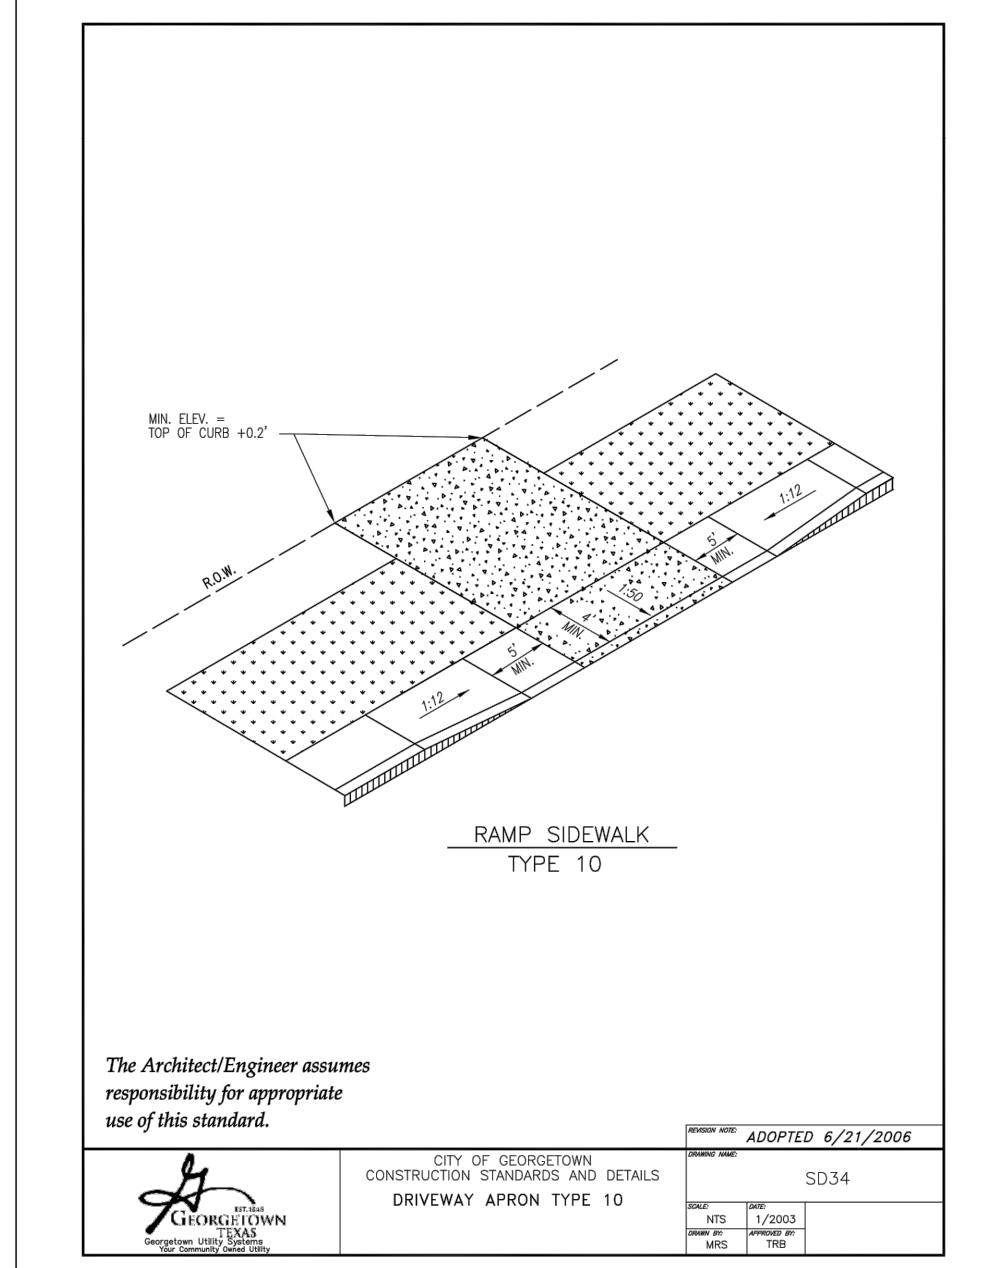 MIN. ELEV. =
TOP OF CURB +0.2'
R.O.W.
1:12
5'
MIN.
1:50
4'
MIN.
5'
MIN.
1:12
RAMP SIDEWALK
TYPE 10
The Architect/Engineer assumes
responsibility for appropriate
use of this standard.
REVISION NOTE:
ADOPTED 6/21/2006
EST.1848
GEORGETOWN
TEXAS
Georgetown Utility Systems
Your Community Owned Utility
CITY OF GEORGETOWN
CONSTRUCTION STANDARDS AND DETAILS
DRIVEWAY APRON TYPE 10
DRAWING NAME:
SD34
SCALE:
NTS
DATE:
1/2003
DRAWN BY:
MRS
APPROVED BY:
TRB